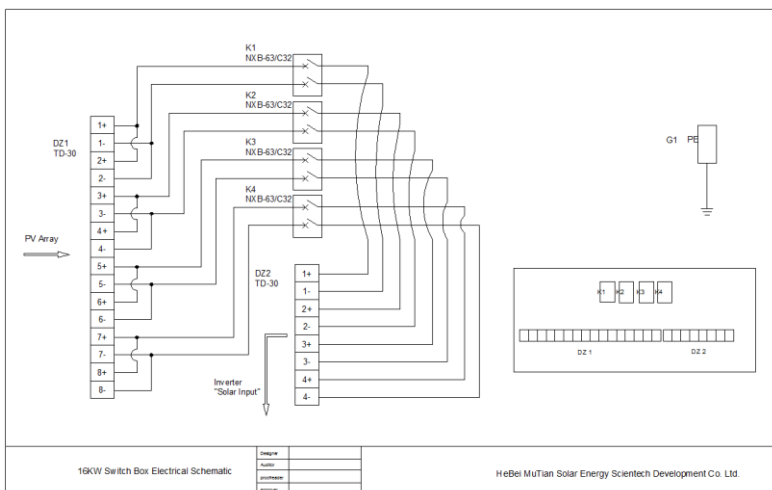 K1
NXB-63/C32
K2
NXB-63/C32
K3
NXB-63/C32
K4
NXB-63/C32
DZ1
TD-30
1+
1-
2+
2-
3+
3-
4+
4-
5+
5-
6+
6-
7+
7-
8+
8-
PV Array
DZ2
TD-30
1+
1-
2+
2-
3+
3-
4+
4-
Inverter
"Solar Input"
G1 PE
K1 K2 K3 K4
DZ 1 DZ 2
16KW Switch Box Electrical Schematic
Designer
Auditor
proofreader
HeBei MuTian Solar Energy Scientech Development Co. Ltd.